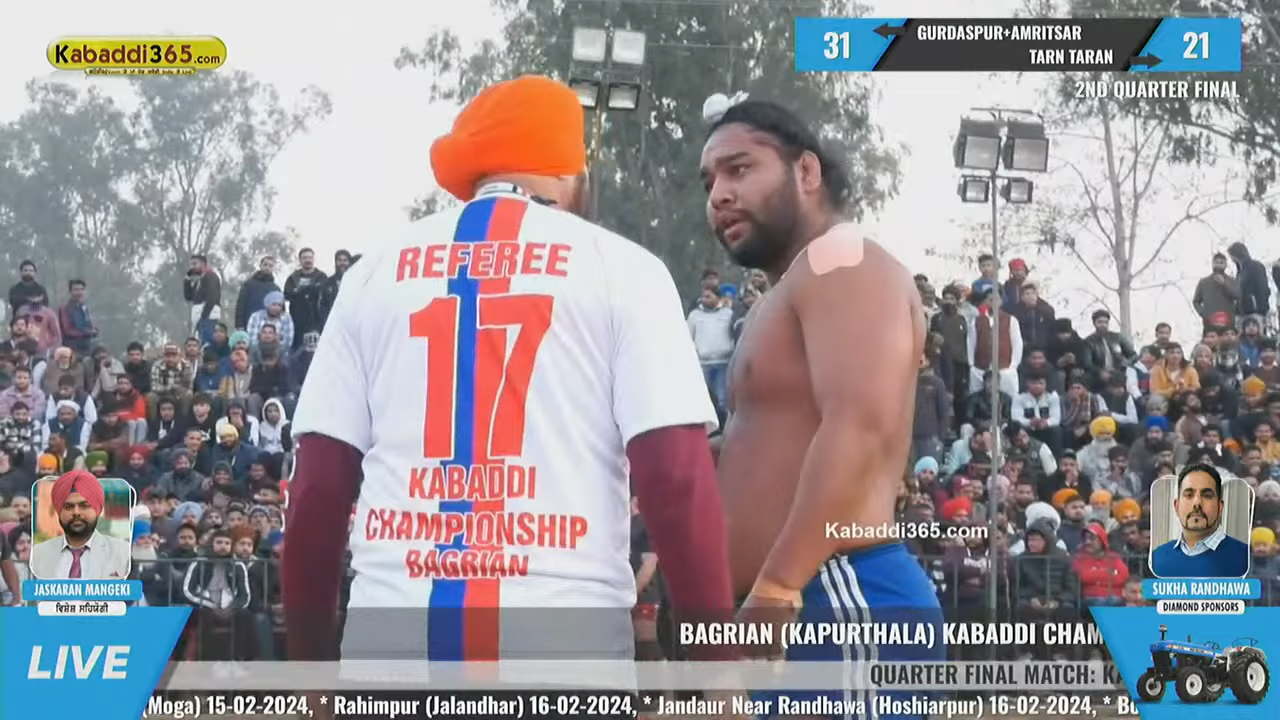 Kabaddi365.com
31
GURDASPUR+AMRITSAR
TARN TARAN
21
2ND QUARTER FINAL
REFEREE
17
KABADDI
CHAMPIONSHIP
BAGRIAN
Kabaddi365.com
JASKARAN MANGEKI
ਵਿਸ਼ੇਸ਼ ਸਹਿਯੋਗੀ
SUKHA RANDHAWA
DIAMOND SPONSORS
LIVE
BAGRIAN (KAPURTHALA) KABADDI CHAM
QUARTER FINAL MATCH: KA
(Moga) 15-02-2024, * Rahimpur (Jalandhar) 16-02-2024, * Jandaur Near Randhawa (Hoshiarpur) 16-02-2024, * Bo